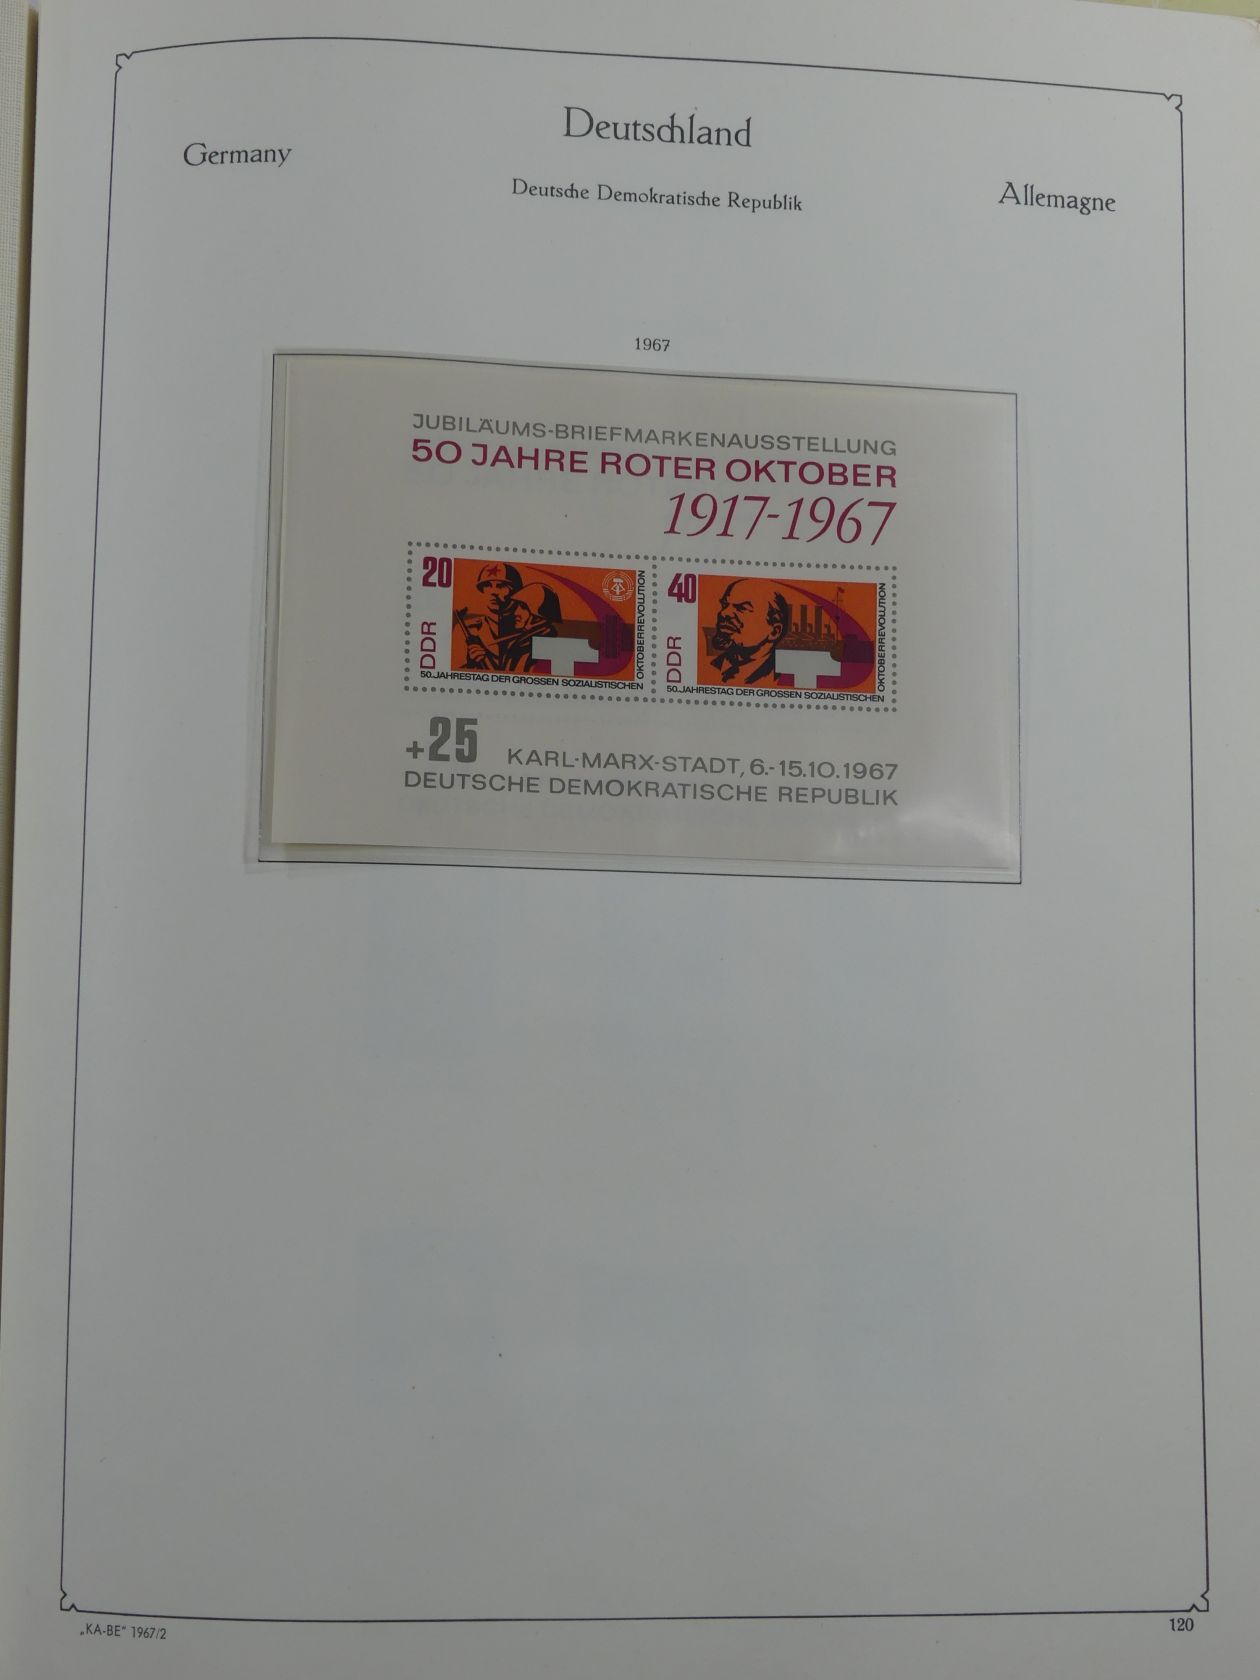 Deutschland
Germany
Deutsche Demokratische Republik
Allemagne
1967
JUBILÄUMS-BRIEFMARKENAUSSTELLUNG
50 JAHRE ROTER OKTOBER
1917-1967
20
DDR
50. JAHRESTAG DER GROSSEN SOZIALISTISCHEN
OKTOBERREVOLUTION
40
DDR
50. JAHRESTAG DER GROSSEN SOZIALISTISCHEN
OKTOBERREVOLUTION
+25 KARL-MARX-STADT, 6.-15.10.1967
DEUTSCHE DEMOKRATISCHE REPUBLIK
„KA-BE“ 1967/2
120